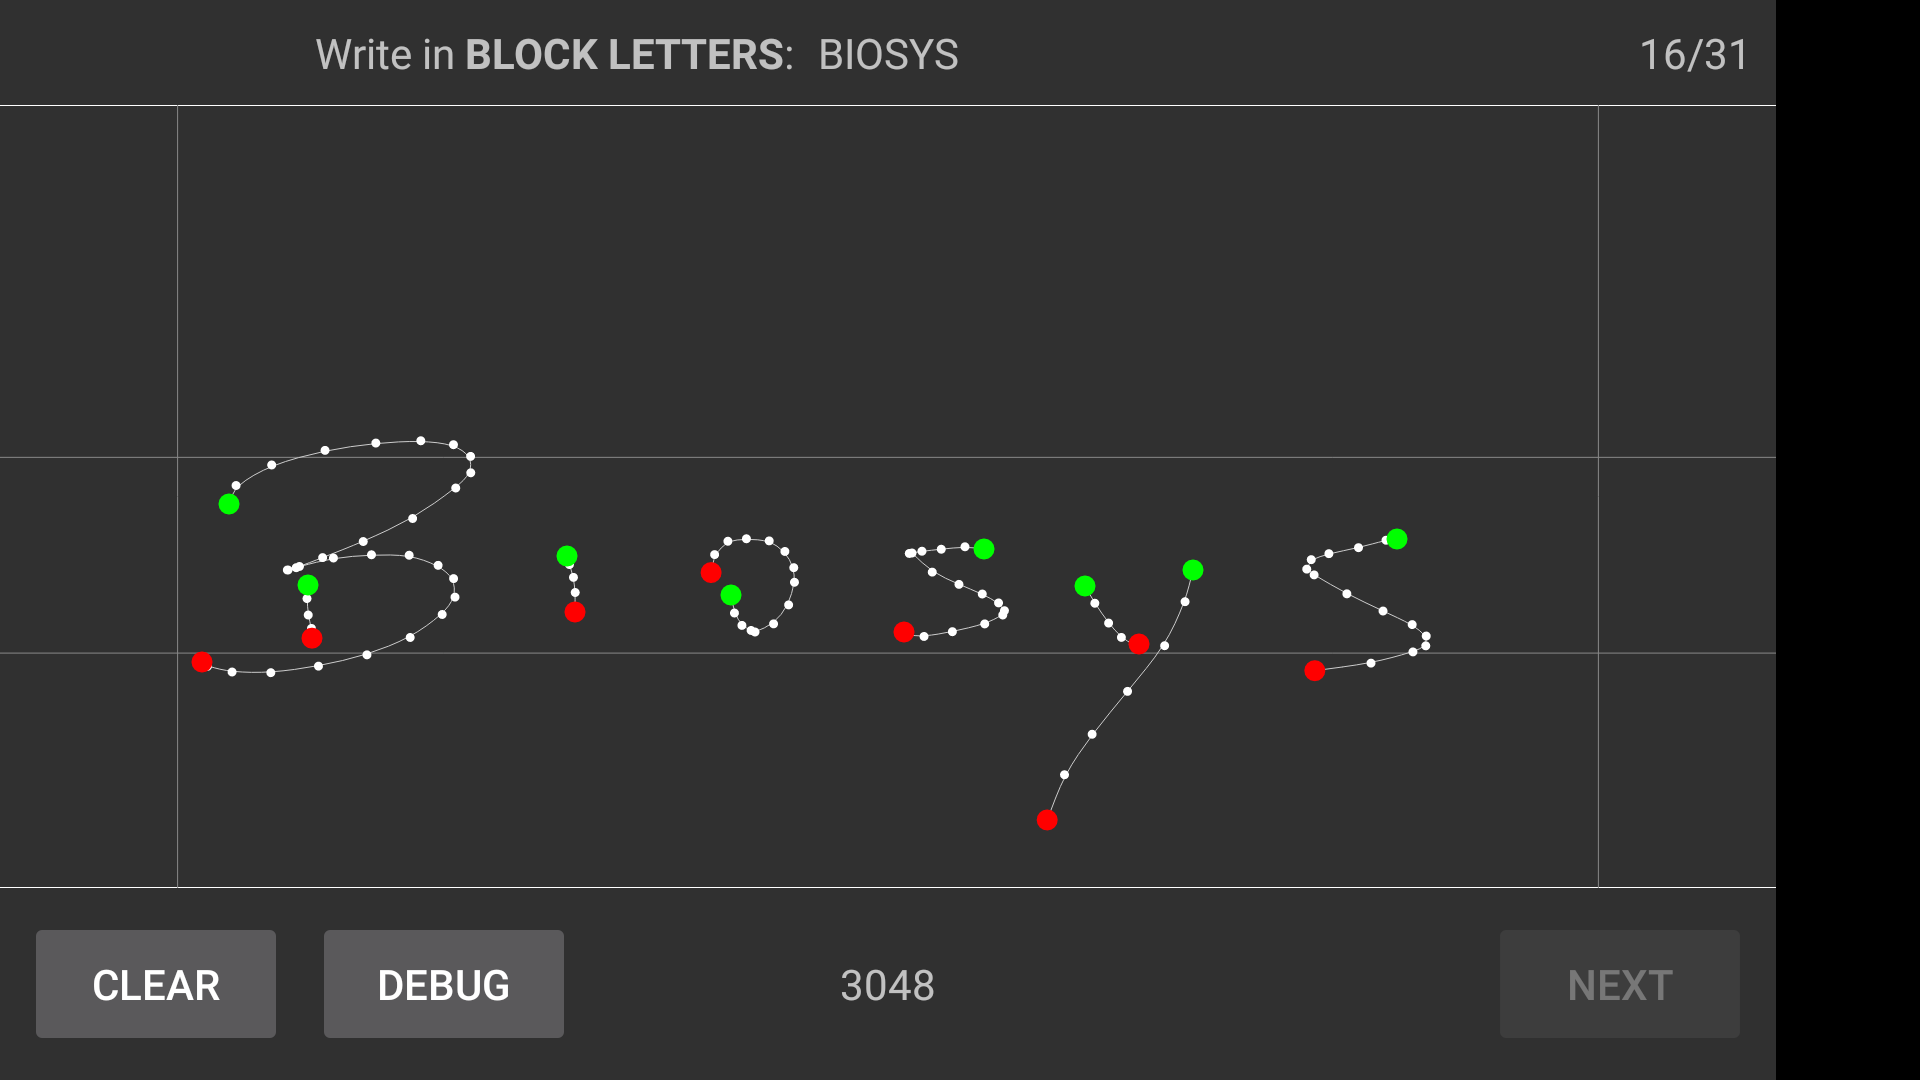 Write in BLOCK LETTERS: BIOSYS 16/31
BIOSYS
CLEAR DEBUG 3048 NEXT